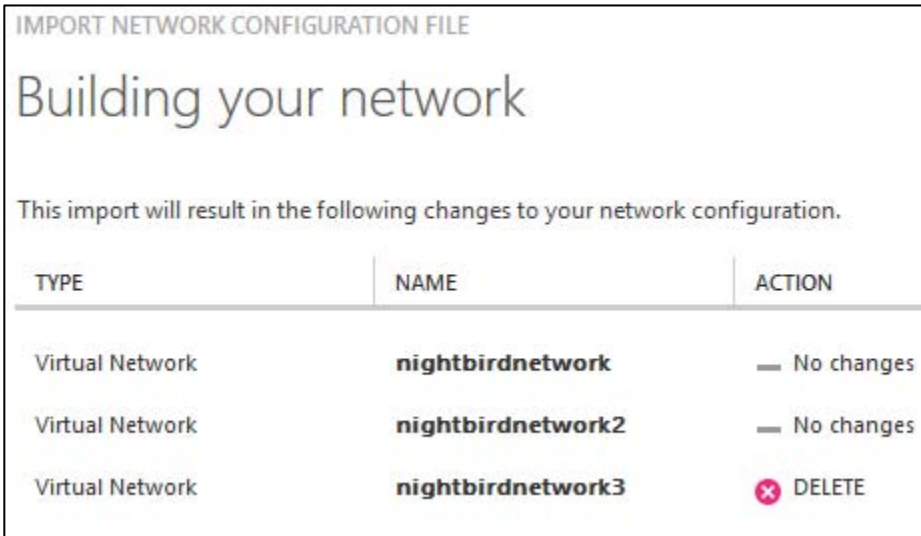 IMPORT NETWORK CONFIGURATION FILE
Building your network
This import will result in the following changes to your network configuration.
TYPE NAME ACTION
Virtual Network nightbirdnetwork No changes
Virtual Network nightbirdnetwork2 No changes
Virtual Network nightbirdnetwork3 DELETE